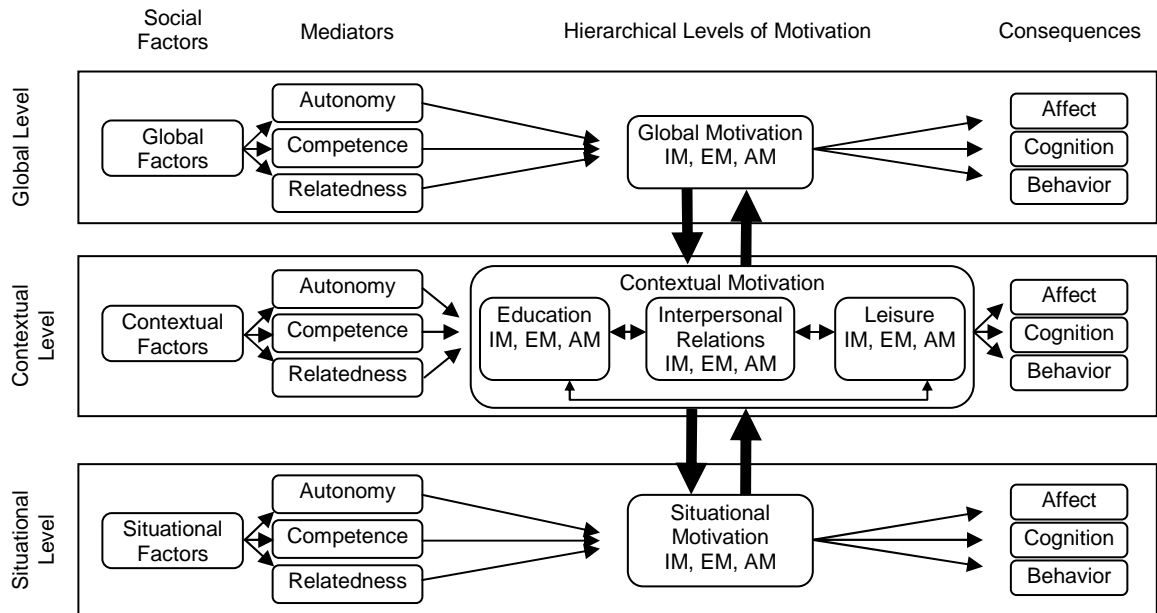 Social
Factors
Mediators
Hierarchical Levels of Motivation
Consequences
Global Level
Global
Factors
Autonomy
Competence
Relatedness
Global Motivation
IM, EM, AM
Affect
Cognition
Behavior
Contextual
Level
Contextual
Factors
Autonomy
Competence
Relatedness
Contextual Motivation
Education
IM, EM, AM
Interpersonal
Relations
IM, EM, AM
Leisure
IM, EM, AM
Affect
Cognition
Behavior
Situational
Level
Situational
Factors
Autonomy
Competence
Relatedness
Situational
Motivation
IM, EM, AM
Affect
Cognition
Behavior